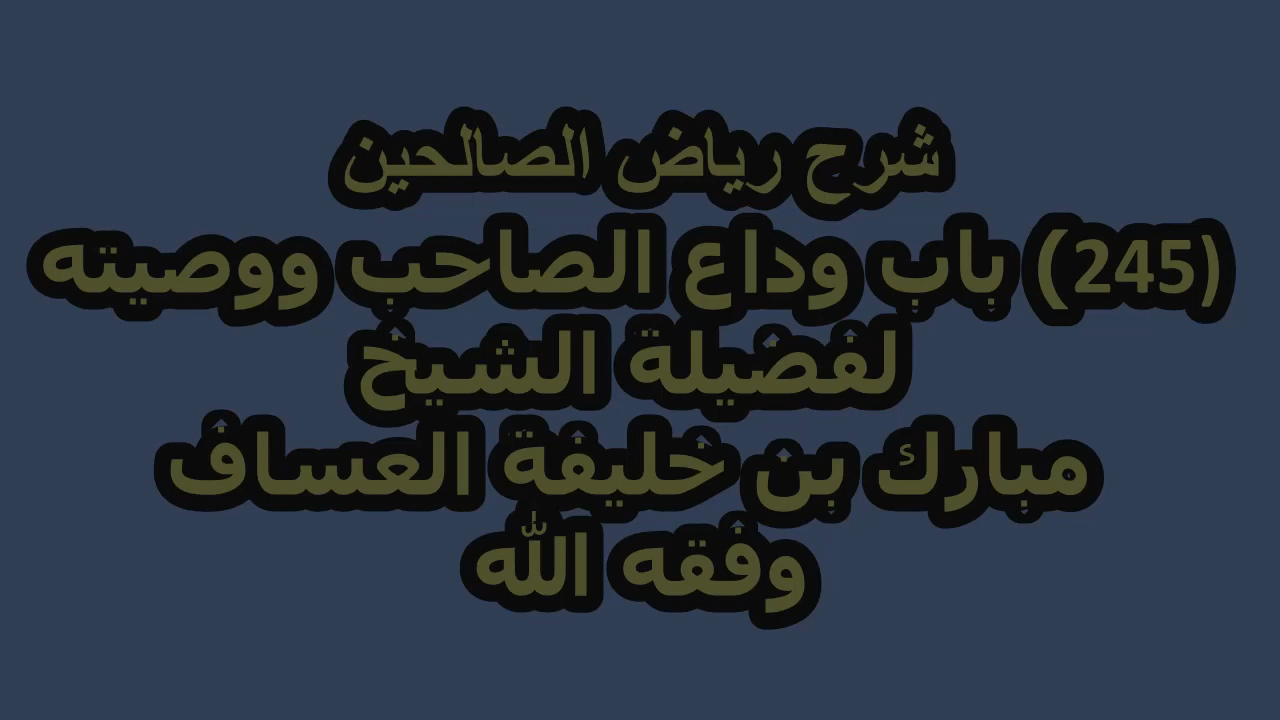 شرح رياض الصالحين
(245) باب وداع الصاحب ووصيته
لفضيلة الشيخ
مبارك بن خليفة العساف
وفقه الله